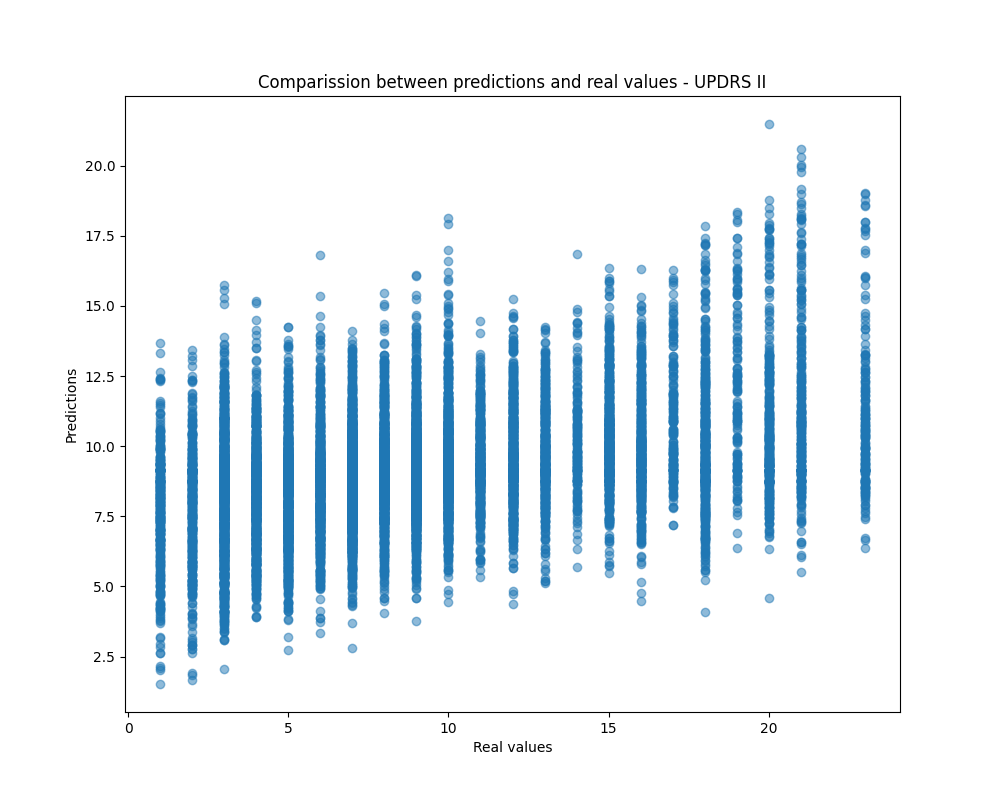 Comparission between predictions and real values - UPDRS II
20.0
17.5
15.0
12.5
10.0
7.5
5.0
2.5
Predictions
0 5 10 15 20
Real values